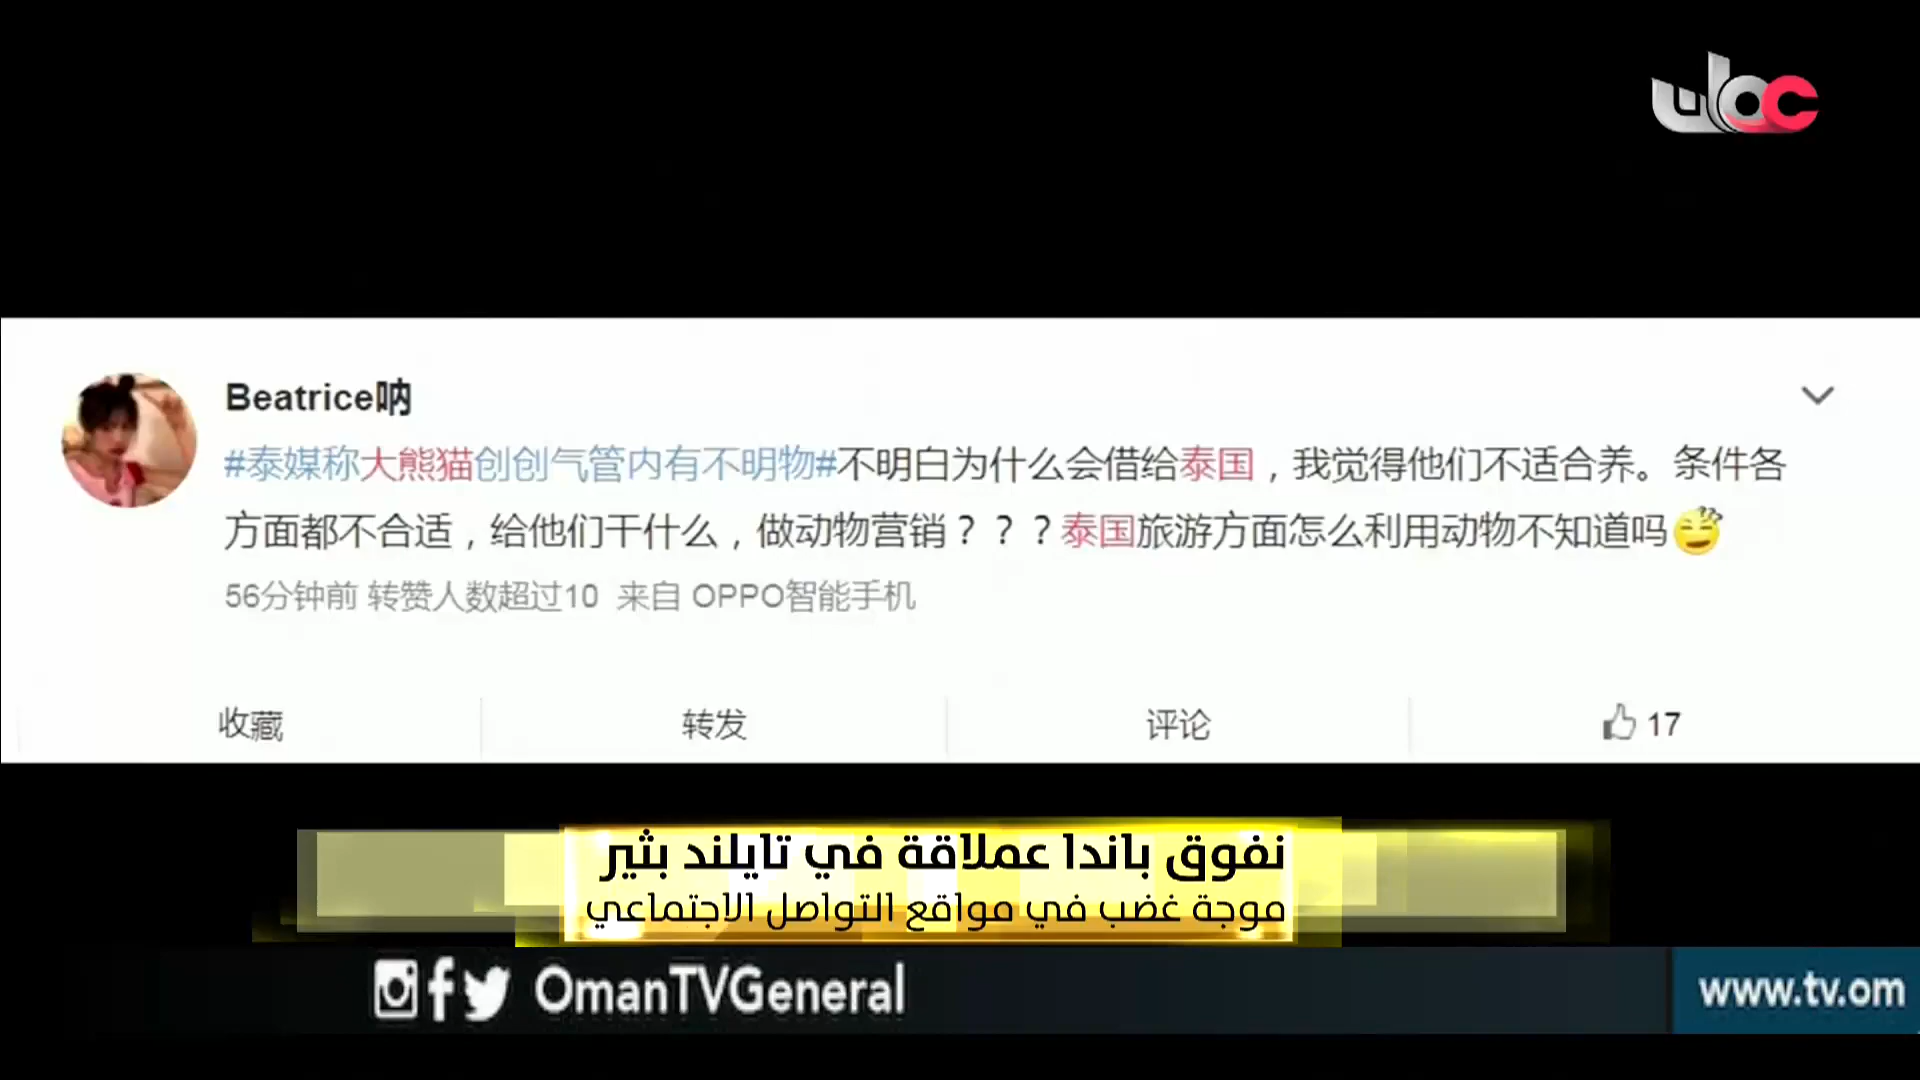 عمان
Beatrice呐
#泰媒称大熊猫创创气管内有不明物#不明白为什么会借给泰国，我觉得他们不适合养。条件各
方面都不合适，给他们干什么，做动物营销？？？泰国旅游方面怎么利用动物不知道吗
56分钟前 转赞人数超过10 来自 OPPO智能手机
收藏 转发 评论 17
نفوق باندا عملاقة في تايلند بثير
موجة غضب في مواقع التواصل الاجتماعي
OmanTVGeneral www.tv.om